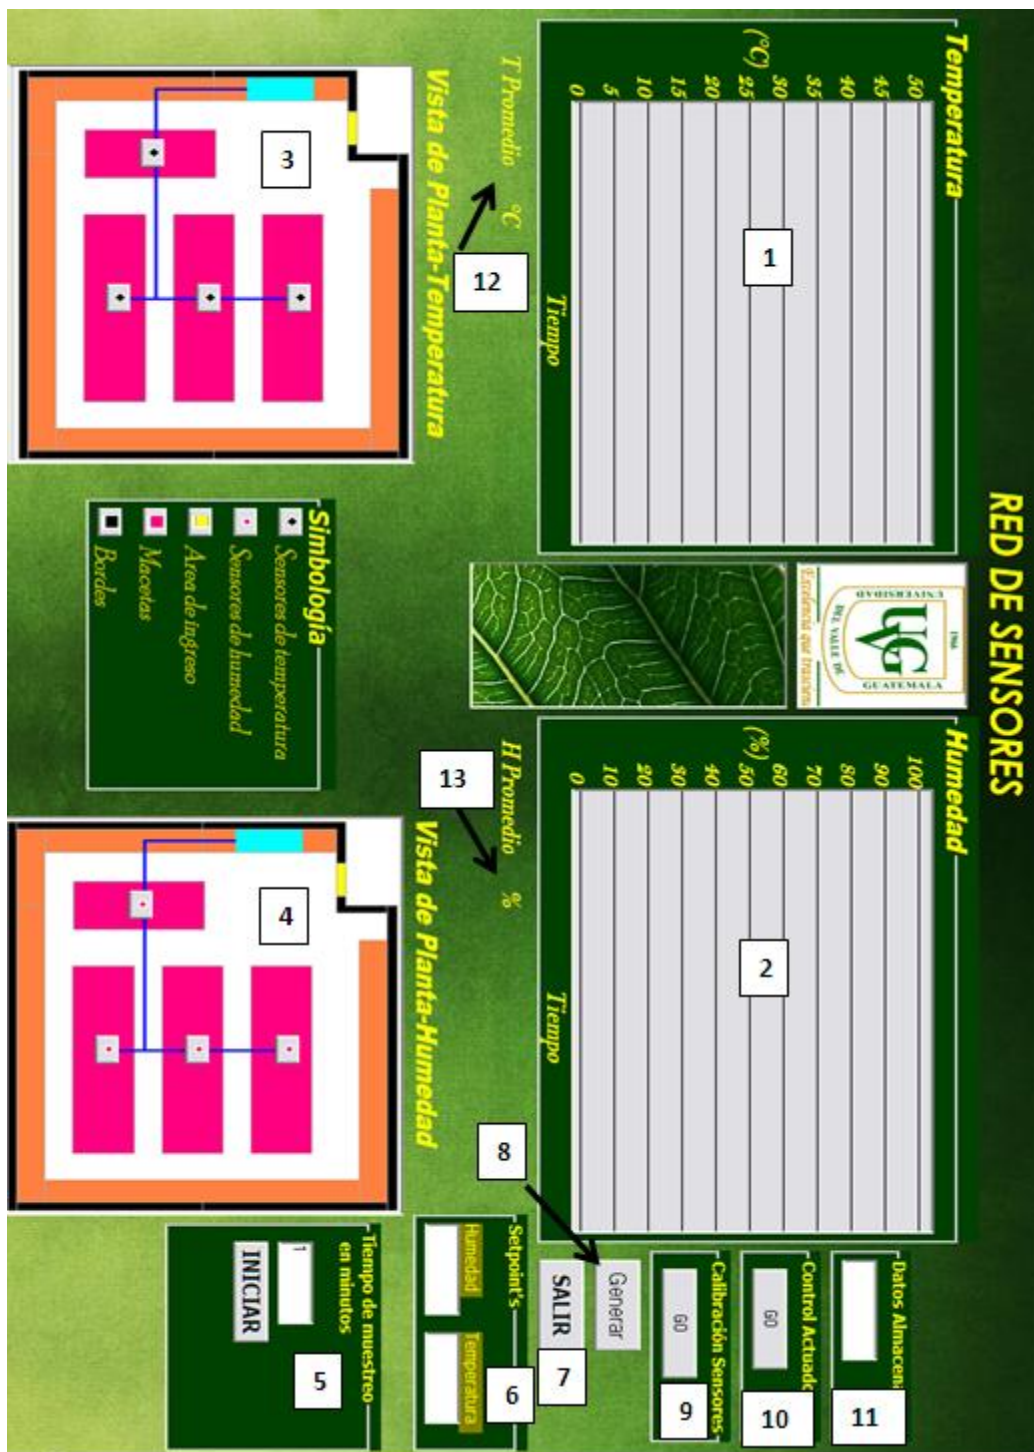 RED DE SENSORES
Temperatura
(°C)
50
45
40
35
30
25
20
15
10
5
0
1
Tiempo
T Promedio °C
12
1966
UNIVERSIDAD
DEL VALLE DE
GUATEMALA
UVG
Excelencia que trasciende
Humedad
(%)
100
90
80
70
60
50
40
30
20
10
0
2
Tiempo
H Promedio %
13
8
Datos Almacena
11
Control Actuado
GO
10
Calibración Sensores
GO
9
Generar
SALIR
7
Setpoint's
Humedad
Temperatura
6
Tiempo de muestreo
en minutos
1
INICIAR
5
Vista de Planta-Temperatura
3
Simbología
Sensores de temperatura
Sensores de humedad
Area de ingreso
Macetas
Bordes
Vista de Planta-Humedad
4